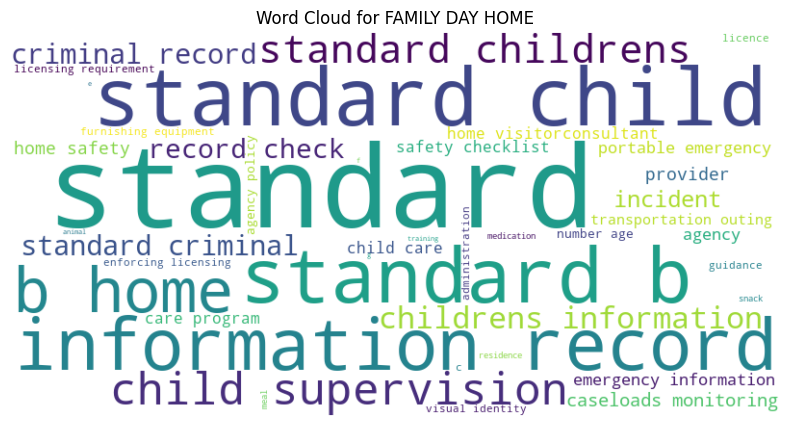 Word Cloud for FAMILY DAY HOME
criminal record
standard childrens
licence
licensing requirement
standard child
e
furnishing equipment
home visitorconsultant
home safety
record check
agency policy
safety checklist
portable emergency
standard
f
provider
incident
transportation outing
animal
standard criminal
training
child care
medication
administration
number age
agency
enforcing licensing
g
standard b
guidance
b home
snack
care program
childrens information
information record
residence
c
child supervision
emergency information
meal
visual identity
caseloads monitoring